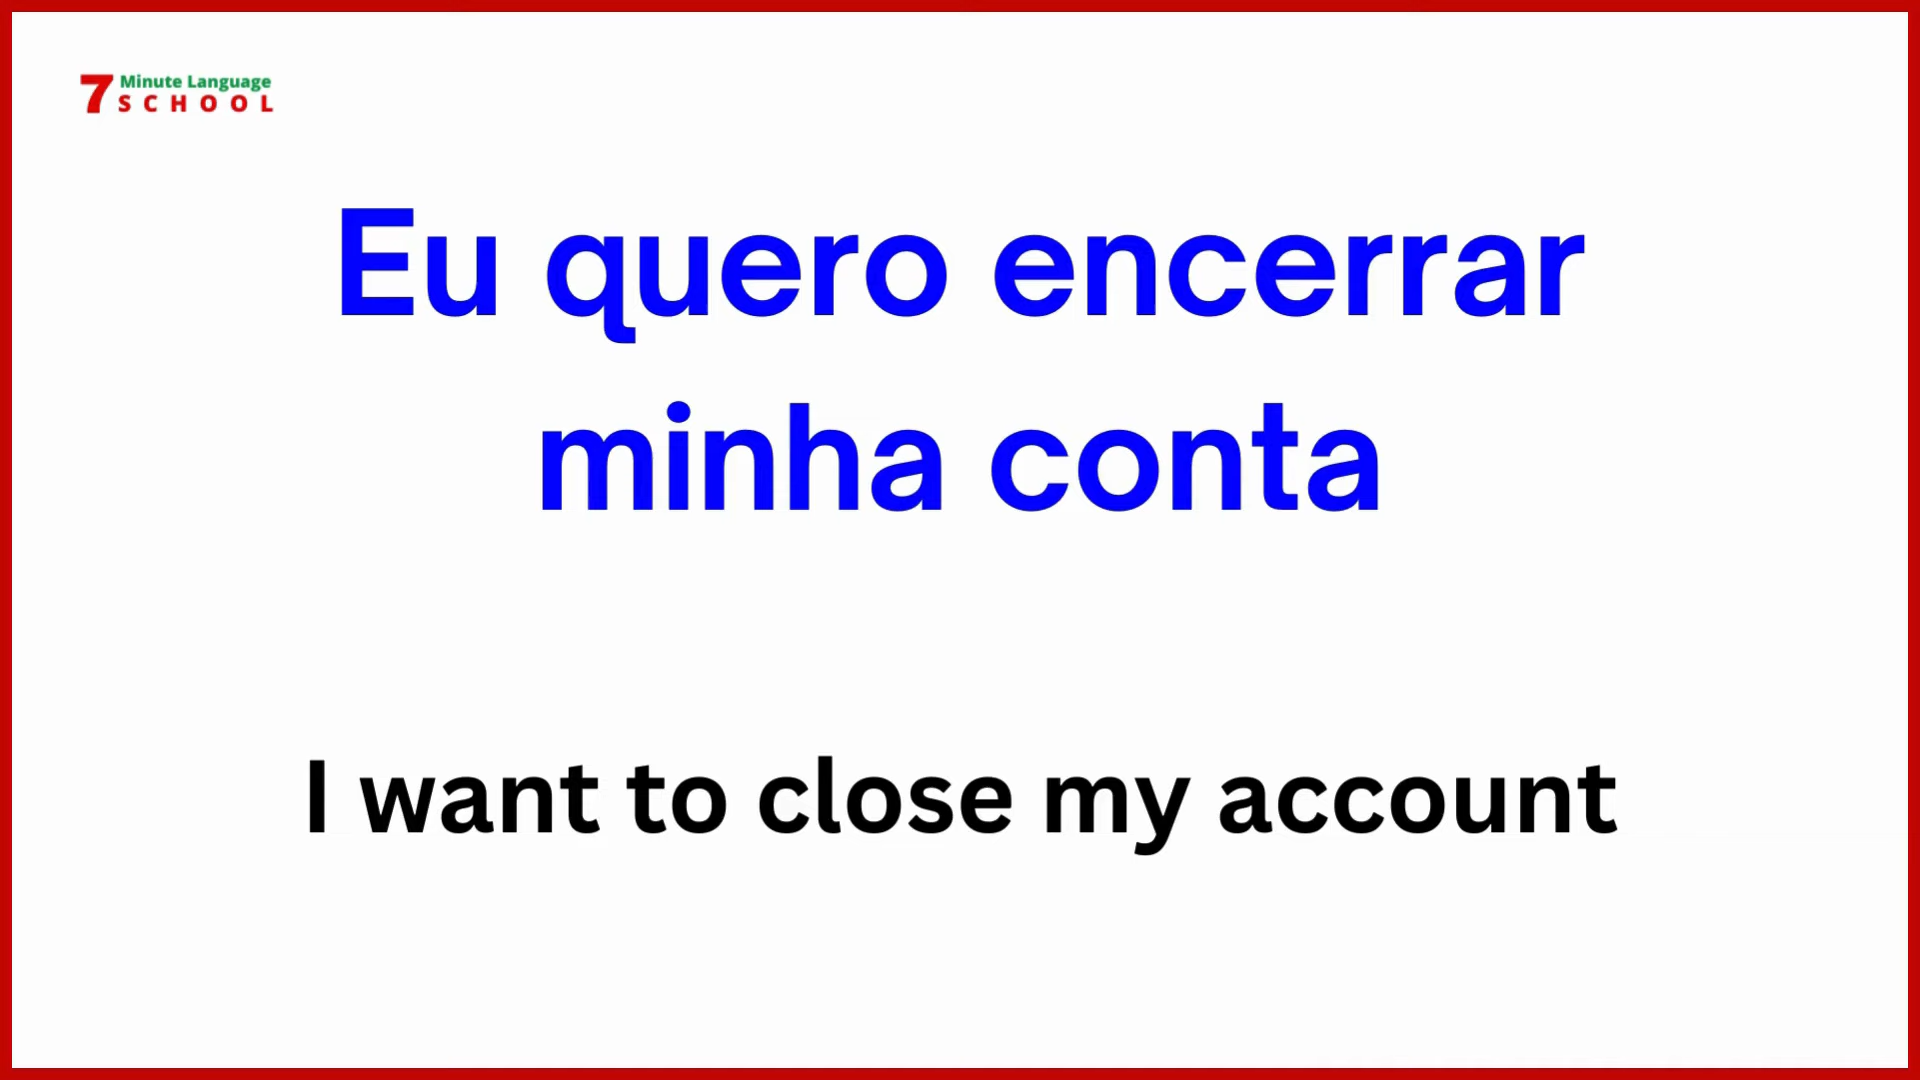 7 Minute Language
SCHOOL
Eu quero encerrar
minha conta
I want to close my account